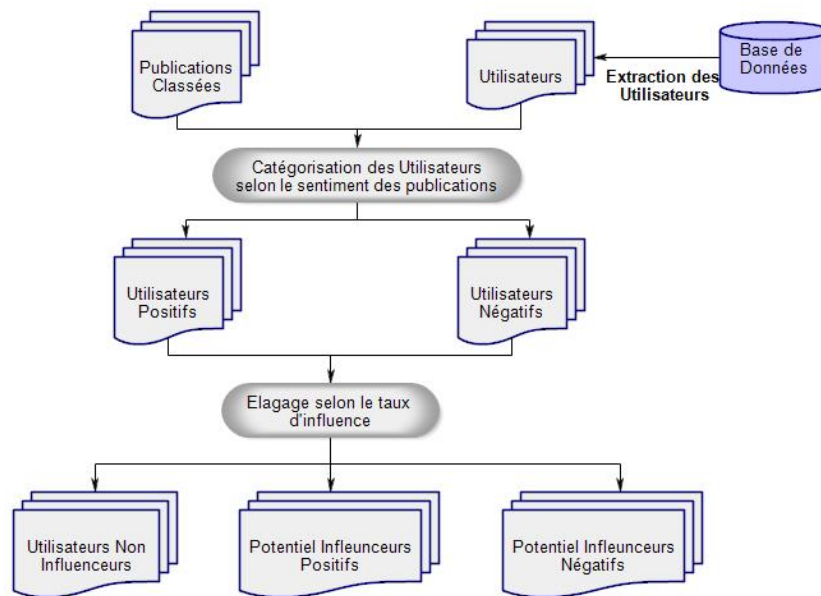 Publications
Classées
Utilisateurs
Base de
Données
Extraction des
Utilisateurs
Catégorisation des Utilisateurs
selon le sentiment des publications
Utilisateurs
Positifs
Utilisateurs
Négatifs
Elagage selon le taux
d'influence
Utilisateurs Non
Influenceurs
Potentiel Infleunceurs
Positifs
Potentiel Infleunceurs
Négatifs